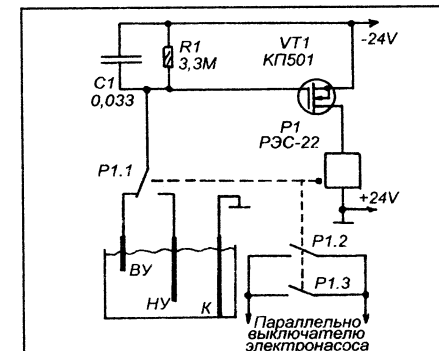 -24V
R1
3,3М
VT1
КП501
C1
0,033
P1
РЭС-22
P1.1
+24V
P1.2
ВУ
P1.3
НУ
К
Параллельно
выключателю
электронасоса